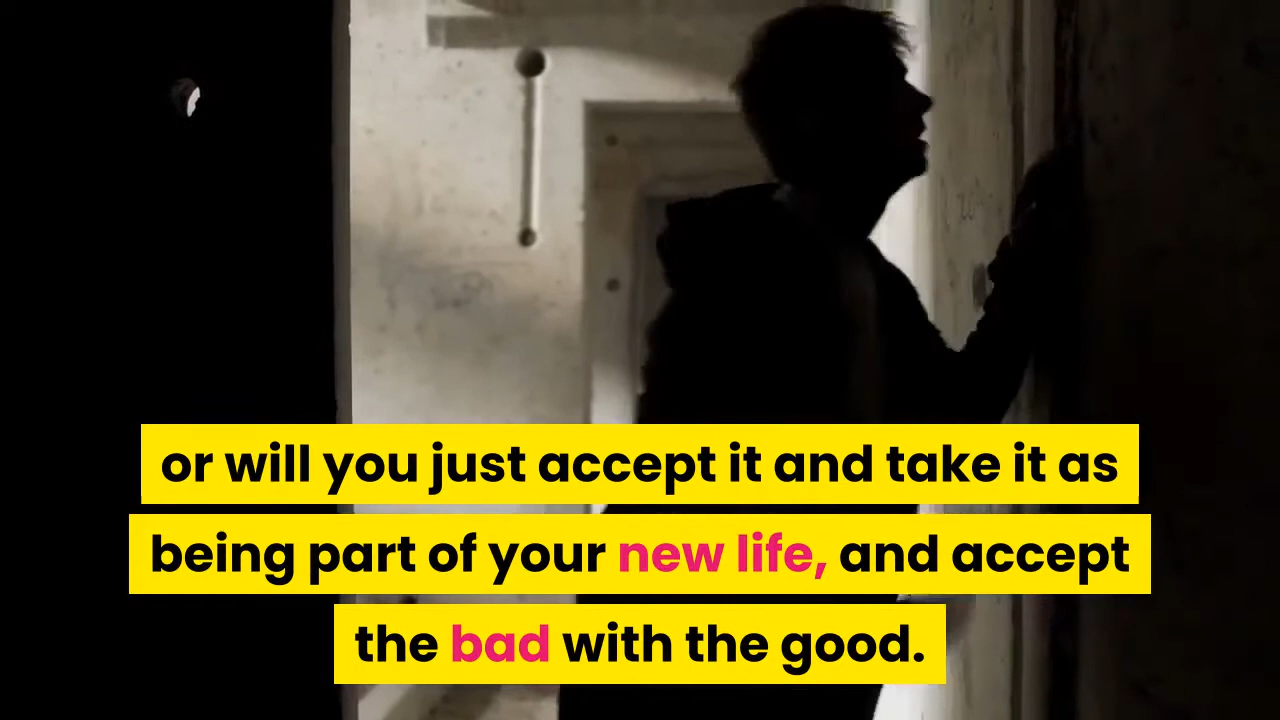 or will you just accept it and take it as
being part of your new life, and accept
the bad with the good.